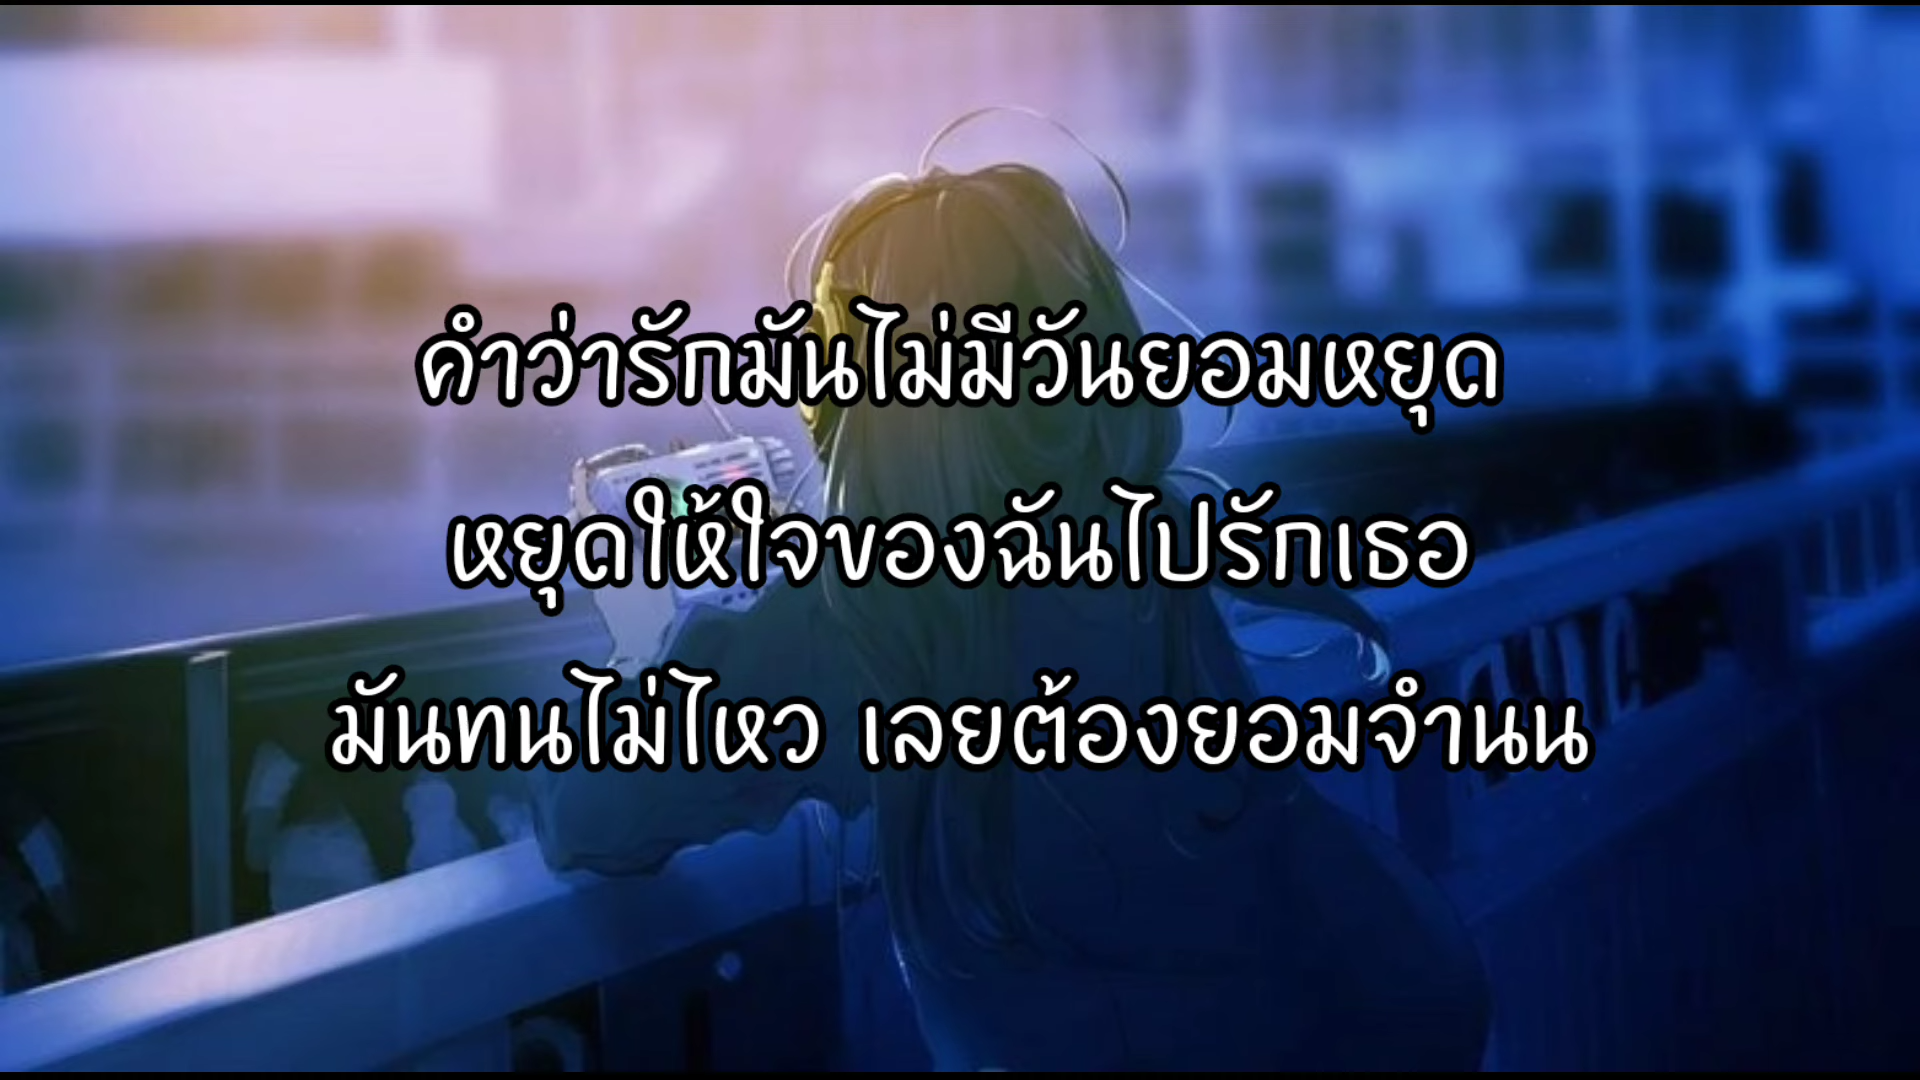 คำว่ารักมันไม่มีวันยอมหยุด
หยุดให้ใจของฉันไปรักเธอ
มันทนไม่ไหว เลยต้องยอมจำนน